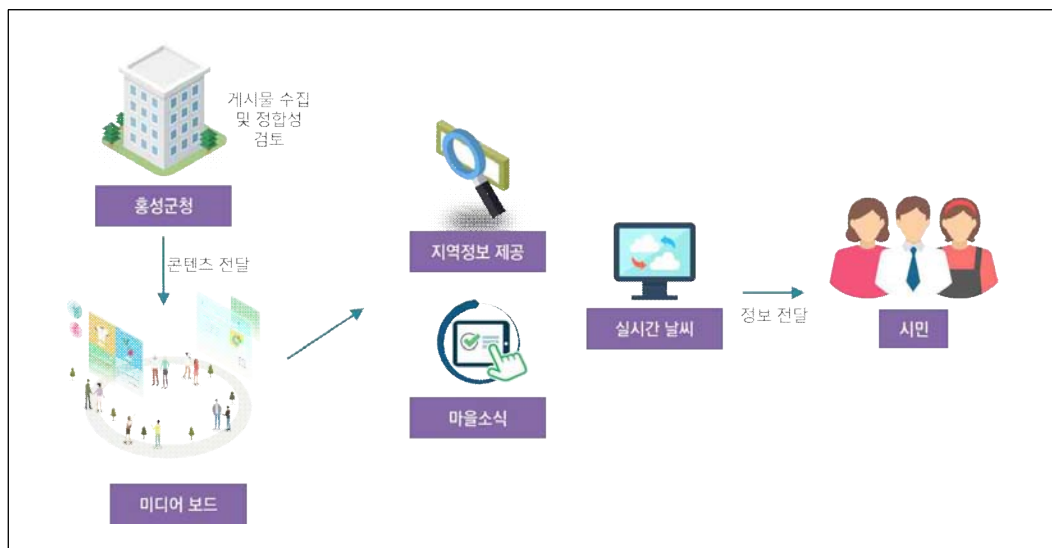 게시물 수집
및 정합성
검토
홍성군청
콘텐츠 전달
미디어 보드
지역정보 제공
마을소식
실시간 날씨
정보 전달
시민